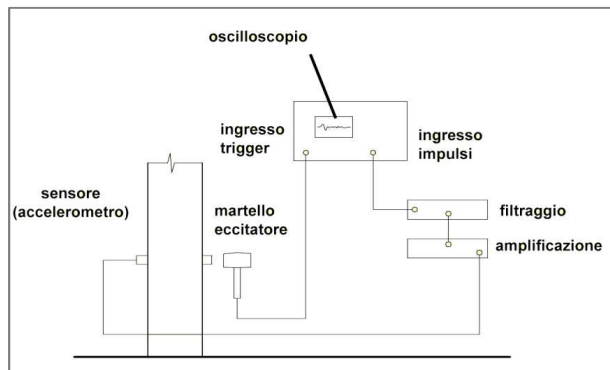 oscilloscopio
ingresso
trigger
ingresso
impulsi
sensore
(accelerometro)
martello
eccitatore
filtraggio
amplificazione